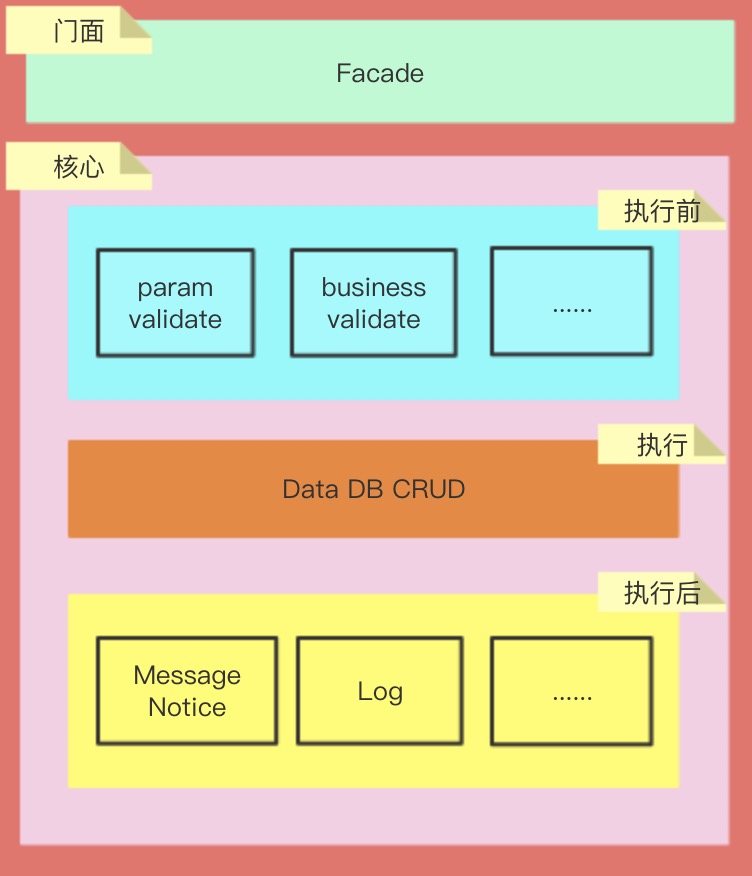 门面
Facade
核心
执行前
param
validate
business
validate
......
执行
Data DB CRUD
执行后
Message
Notice
Log
......